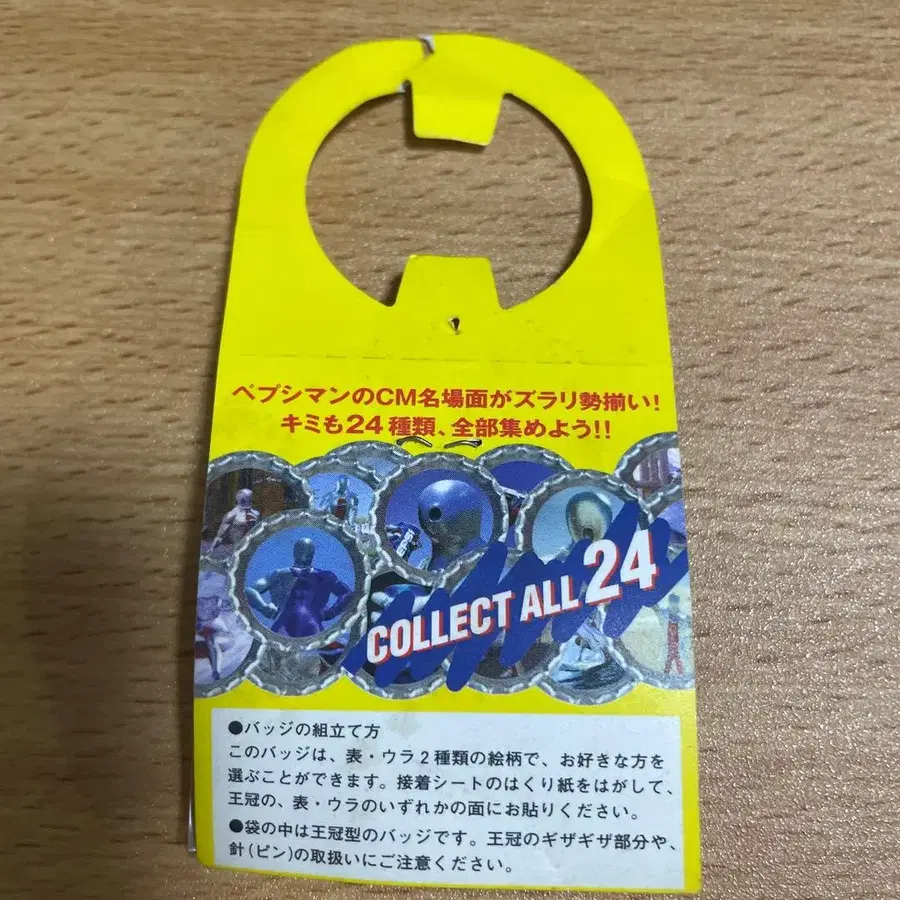 ペプシマンのCM名場面がズラリ勢揃い!
キミも24種類、全部集めよう!!
COLLECT ALL 24
●バッジの組立て方
このバッジは、表・ウラ2種類の絵柄で、お好きな方を
選ぶことができます。接着シートのはくり紙をはがして、
王冠の、表・ウラのいずれかの面にお貼りください。
●袋の中は王冠型のバッジです。王冠のギザギザ部分や、
針(ピン)の取扱いにご注意ください。